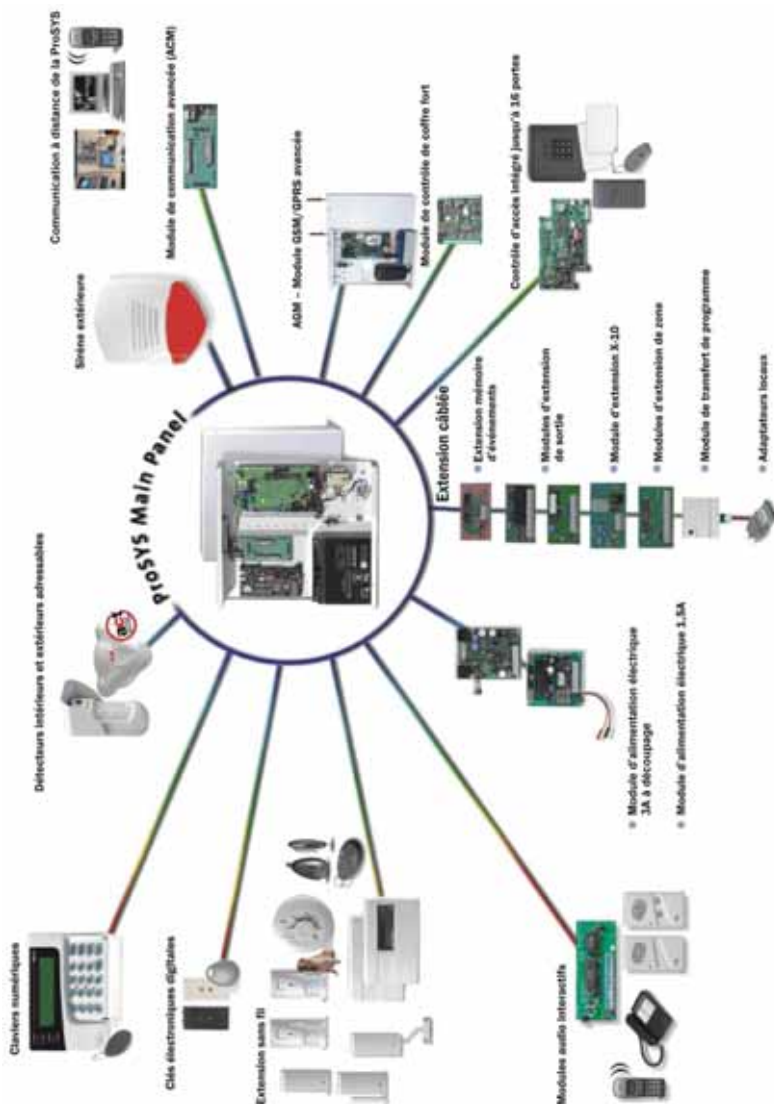 Communication à distance de la ProSYS
Module de communication avancée (ACM)
Sirène extérieure
AGM – Module GSM/GPRS avancée
Module de contrôle de coffre fort
Contrôle d'accès intégré jusqu'à 16 portes
ProSYS Main Panel
Extension câblée
Extension mémoire
d'événements
Modules d'extension
de sortie
Module d'extension X-10
Modules d'extension de zone
Module de transfert de programme
Adaptateurs locaux
Détecteurs intérieurs et extérieurs adressables
Module d'alimentation électrique
3A à découpage
Module d'alimentation électrique 1,5A
Claviers numériques
Clés électroniques digitales
Extension sans fil
Modules audio interactifs